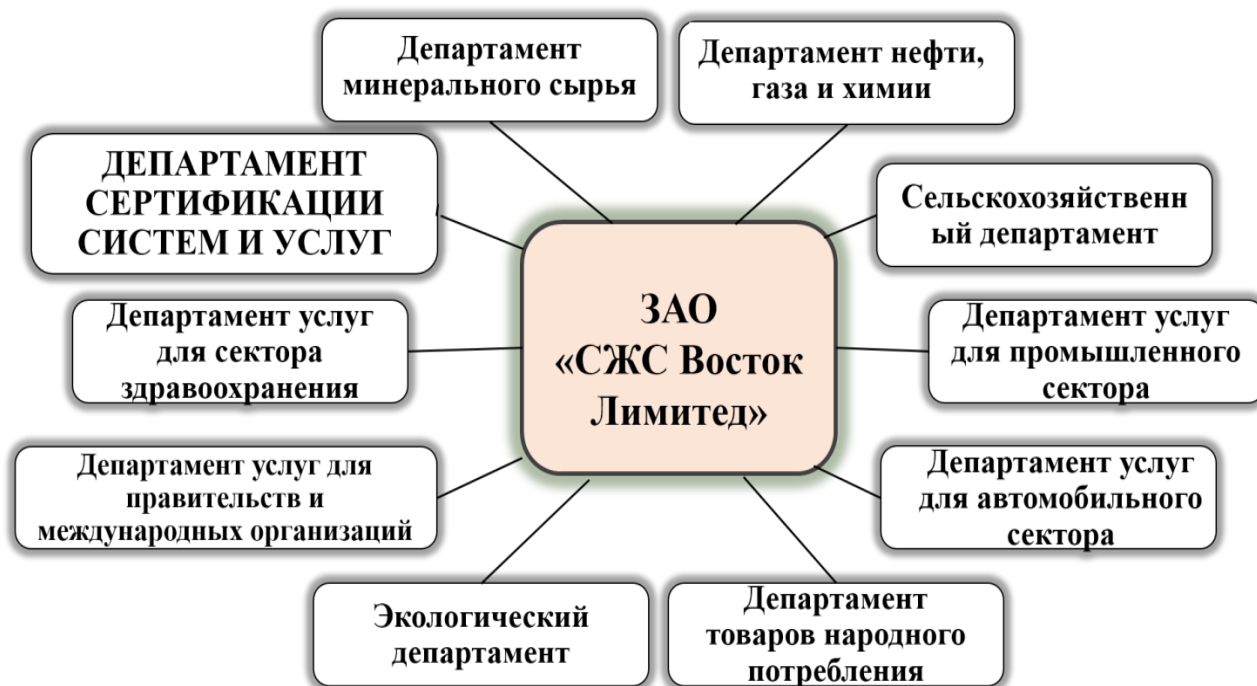 Департамент
минерального сырья
Департамент нефти,
газа и химии
ДЕПАРТАМЕНТ
СЕРТИФИКАЦИИ
СИСТЕМ И УСЛУГ
Сельскохозяйственн
ый департамент
ЗАО
«СЖС Восток
Лимитед»
Департамент услуг
для сектора
здравоохранения
Департамент услуг
для промышленного
сектора
Департамент услуг для
правительств и
международных организаций
Департамент услуг
для автомобильного
сектора
Экологический
департамент
Департамент
товаров народного
потребления